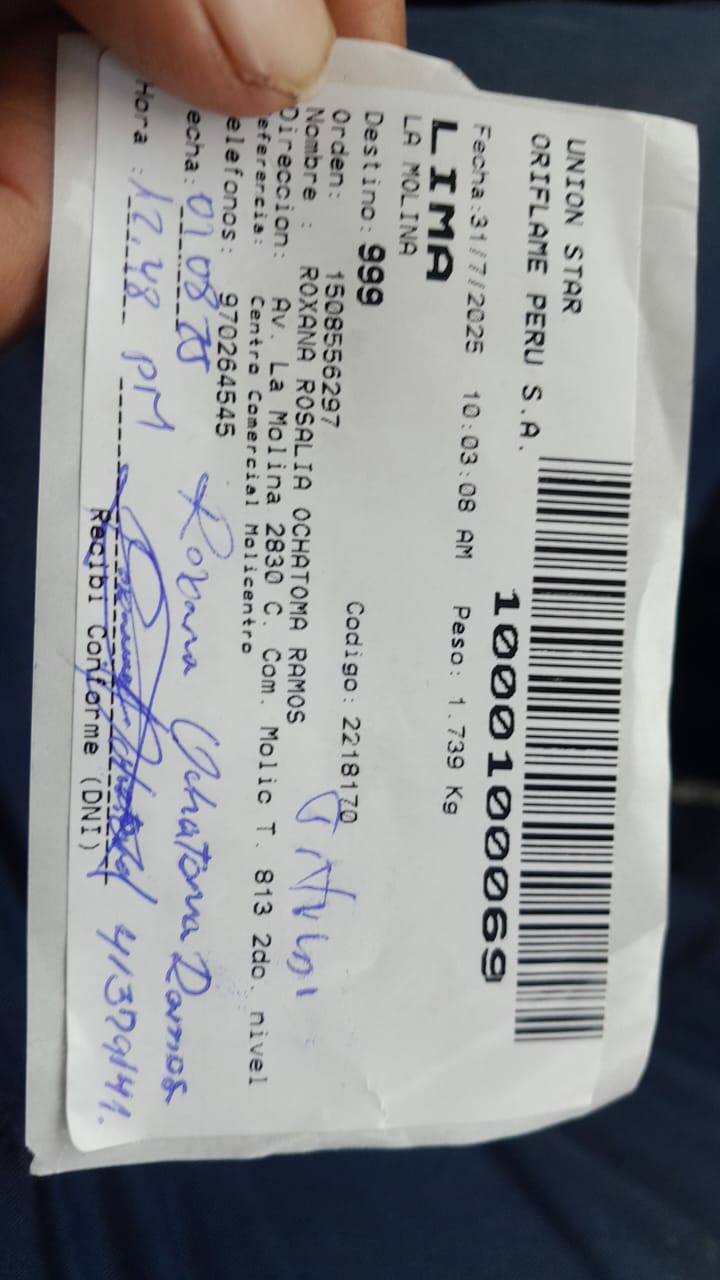 UNION STAR
ORIFLAME PERU S.A.
1000100069
Fecha:31/7/2025 10:03:08 AM Peso: 1.739 Kg
LIMA
LA MOLINA
Destino: 999
Orden: 1508556297 Codigo: 2218170
Nombre : ROXANA ROSALIA OCHATOMA RAMOS
Direccion: Av. La Molina 2830 C. Com. Molic T. 813 2do. nivel
eferencia: Centro Comercial Molicentro
elefonos: 970264545
echa: 01 08 25 Roxana Ochatoma Ramos
Hora : 12.48 PM 41379141.
Recibi Conforme (DNI)